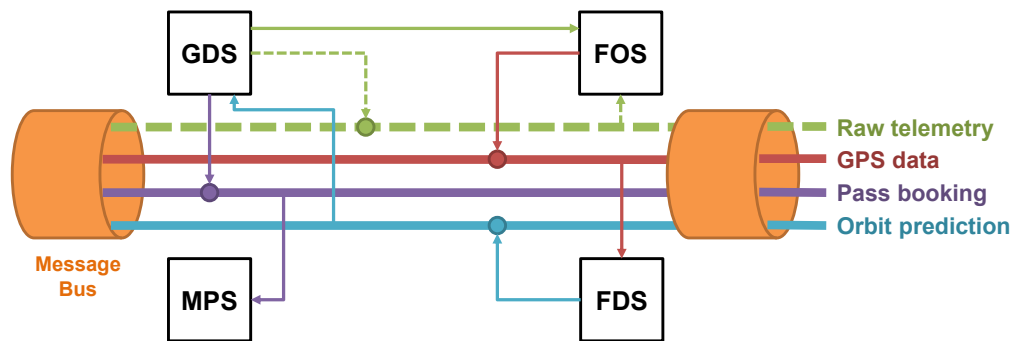 GDS
FOS
Raw telemetry
GPS data
Pass booking
Orbit prediction
Message
Bus
MPS
FDS